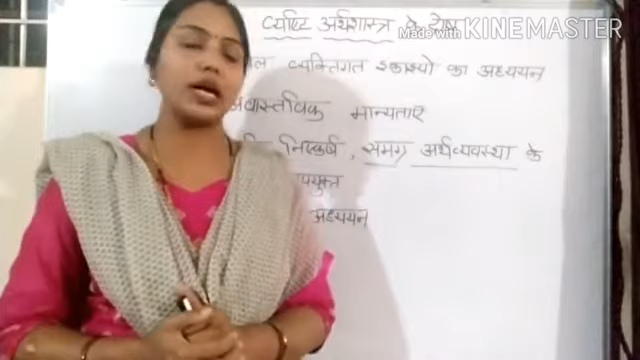 व्यष्टि अर्थशास्त्र के दोष
Made with KINEMASTER
व्यक्तिगत इकाइयों का अध्ययन
अवास्तविक मान्यताएं
निष्कर्ष, समग्र अर्थव्यवस्था के
अध्ययन